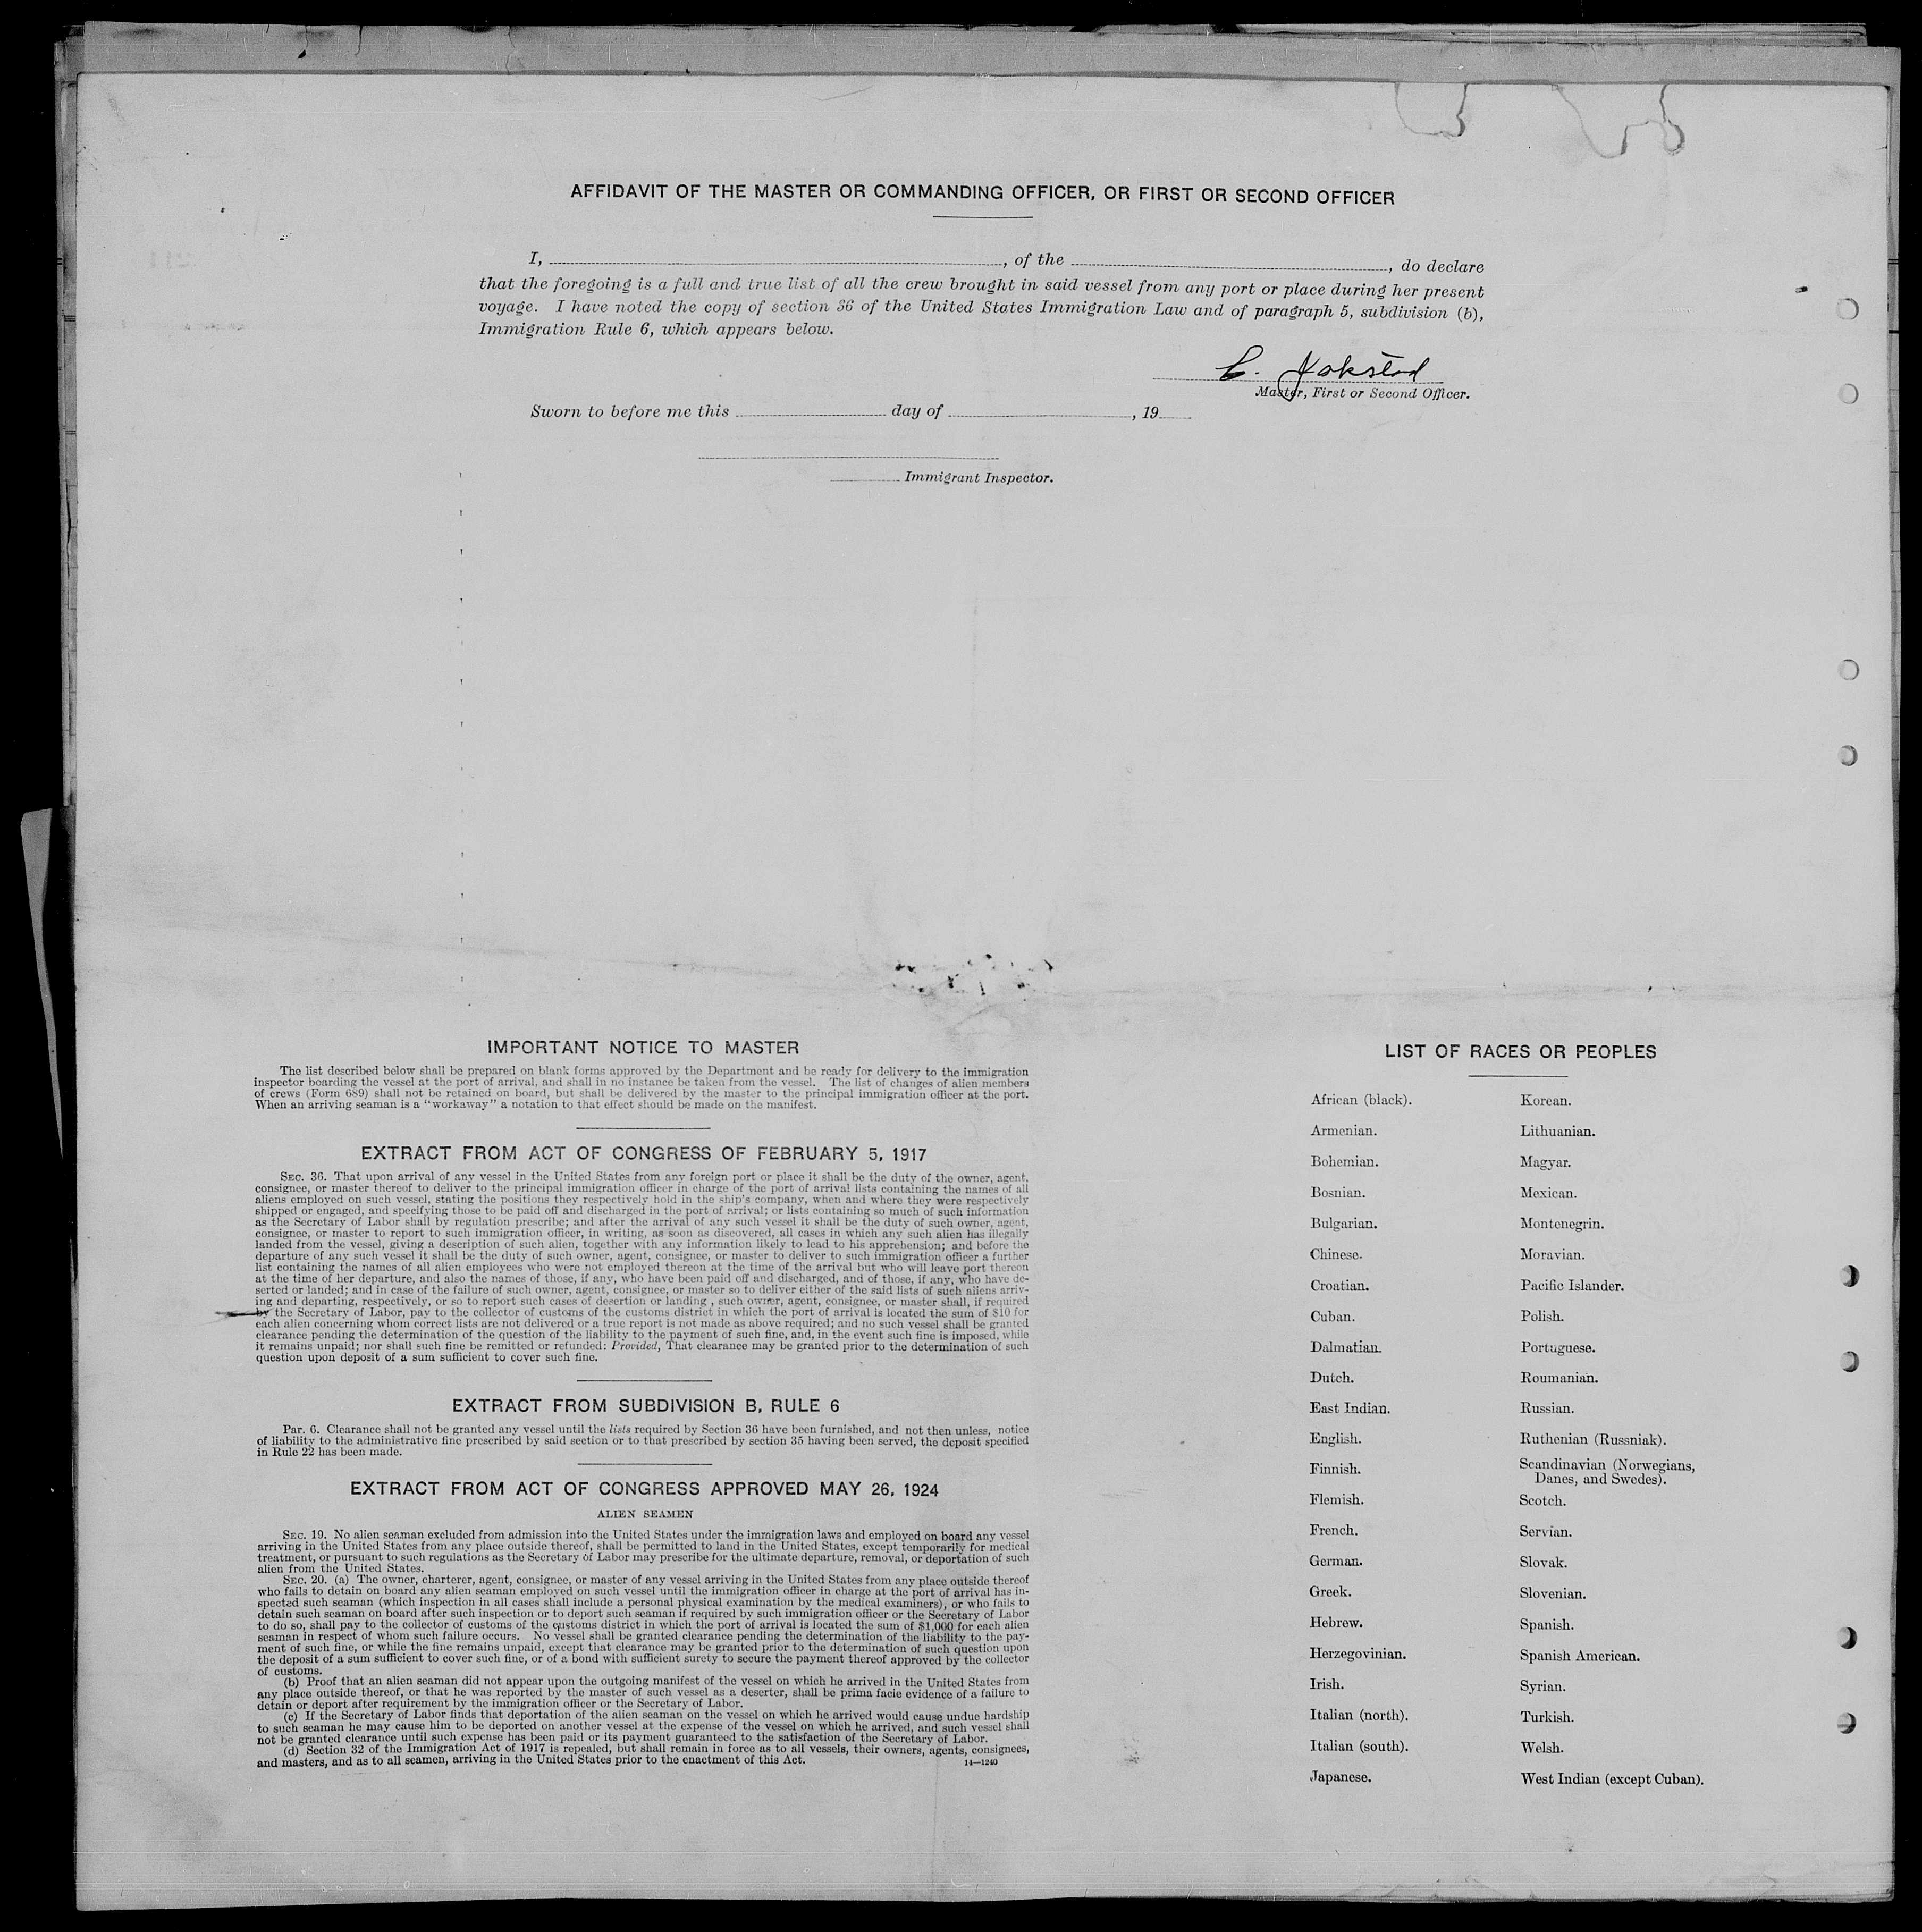 AFFIDAVIT OF THE MASTER OR COMMANDING OFFICER, OR FIRST OR SECOND OFFICER
I, , of the , do declare
that the foregoing is a full and true list of all the crew brought in said vessel from any port or place during her present
voyage. I have noted the copy of section 36 of the United States Immigration Law and of paragraph 5, subdivision (b),
Immigration Rule 6, which appears below.
Master, First or Second Officer.
Sworn to before me this day of , 19
Immigrant Inspector.
IMPORTANT NOTICE TO MASTER
The list described below shall be prepared on blank forms approved by the Department and be ready for delivery to the immigration
inspector boarding the vessel at the port of arrival, and shall in no instance be taken from the vessel. The list of changes of alien members
of crews (Form 689) shall not be retained on board, but shall be delivered by the master to the principal immigration officer at the port.
When an arriving seaman is a "workaway" a notation to that effect should be made on the manifest.
EXTRACT FROM ACT OF CONGRESS OF FEBRUARY 5, 1917
SEC. 36. That upon arrival of any vessel in the United States from any foreign port or place it shall be the duty of the owner, agent,
consignee, or master thereof to deliver to the principal immigration officer in charge of the port of arrival lists containing the names of all
aliens employed on such vessel, stating the positions they respectively hold in the ship's company, when and where they were respectively
shipped or engaged, and specifying those to be paid off and discharged in the port of arrival; or lists containing so much of such information
as the Secretary of Labor shall by regulation prescribe; and after the arrival of any such vessel it shall be the duty of such owner, agent,
consignee, or master to report to such immigration officer, in writing, as soon as discovered, all cases in which any such alien has illegally
landed from the vessel, giving a description of such alien, together with any information likely to lead to his apprehension; and before the
departure of any such vessel it shall be the duty of such owner, agent, consignee, or master to deliver to such immigration officer a further
list containing the names of all alien employees who were not employed thereon at the time of the arrival but who will leave port thereon
at the time of her departure, and also the names of those, if any, who have been paid off and discharged, and of those, if any, who have de-
serted or landed; and in case of the failure of such owner, agent, consignee, or master so to deliver either of the said lists of such aliens arriv-
ing and departing, respectively, or so to report such cases of desertion or landing , such owner, agent, consignee, or master shall, if required
by the Secretary of Labor, pay to the collector of customs of the customs district in which the port of arrival is located the sum of $10 for
each alien concerning whom correct lists are not delivered or a true report is not made as above required; and no such vessel shall be granted
clearance pending the determination of the question of the liability to the payment of such fine, and, in the event such fine is imposed, while
it remains unpaid; nor shall such fine be remitted or refunded: Provided, That clearance may be granted prior to the determination of such
question upon deposit of a sum sufficient to cover such fine.
EXTRACT FROM SUBDIVISION B, RULE 6
Par. 6. Clearance shall not be granted any vessel until the lists required by Section 36 have been furnished, and not then unless, notice
of liability to the administrative fine prescribed by said section or to that prescribed by section 35 having been served, the deposit specified
in Rule 22 has been made.
EXTRACT FROM ACT OF CONGRESS APPROVED MAY 26, 1924
ALIEN SEAMEN
SEC. 19. No alien seaman excluded from admission into the United States under the immigration laws and employed on board any vessel
arriving in the United States from any place outside thereof, shall be permitted to land in the United States, except temporarily for medical
treatment, or pursuant to such regulations as the Secretary of Labor may prescribe for the ultimate departure, removal, or deportation of such
alien from the United States.
SEC. 20. (a) The owner, charterer, agent, consignee, or master of any vessel arriving in the United States from any place outside thereof
who fails to detain on board any alien seaman employed on such vessel until the immigration officer in charge at the port of arrival has in-
spected such seaman (which inspection in all cases shall include a personal physical examination by the medical examiners), or who fails to
detain such seaman on board after such inspection or to deport such seaman if required by such immigration officer or the Secretary of Labor
to do so, shall pay to the collector of customs of the customs district in which the port of arrival is located the sum of $1,000 for each alien
seaman in respect of whom such failure occurs. No vessel shall be granted clearance pending the determination of the liability to the pay-
ment of such fine, or while the fine remains unpaid, except that clearance may be granted prior to the determination of such question upon
the deposit of a sum sufficient to cover such fine, or of a bond with sufficient surety to secure the payment thereof approved by the collector
of customs.
(b) Proof that an alien seaman did not appear upon the outgoing manifest of the vessel on which he arrived in the United States from
any place outside thereof, or that he was reported by the master of such vessel as a deserter, shall be prima facie evidence of a failure to
detain or deport after requirement by the immigration officer or the Secretary of Labor.
(c) If the Secretary of Labor finds that deportation of the alien seaman on the vessel on which he arrived would cause undue hardship
to such seaman he may cause him to be deported on another vessel at the expense of the vessel on which he arrived, and such vessel shall
not be granted clearance until such expense has been paid or its payment guaranteed to the satisfaction of the Secretary of Labor.
(d) Section 32 of the Immigration Act of 1917 is repealed, but shall remain in force as to all vessels, their owners, agents, consignees,
and masters, and as to all seamen, arriving in the United States prior to the enactment of this Act.
14—1240
LIST OF RACES OR PEOPLES
African (black).
Armenian.
Bohemian.
Bosnian.
Bulgarian.
Chinese.
Croatian.
Cuban.
Dalmatian.
Dutch.
East Indian.
English.
Finnish.
Flemish.
French.
German.
Greek.
Hebrew.
Herzegovinian.
Irish.
Italian (north).
Italian (south).
Japanese.
Korean.
Lithuanian.
Magyar.
Mexican.
Montenegrin.
Moravian.
Pacific Islander.
Polish.
Portuguese.
Roumanian.
Russian.
Ruthenian (Russniak).
Scandinavian (Norwegians,
Danes, and Swedes).
Scotch.
Servian.
Slovak.
Slovenian.
Spanish.
Spanish American.
Syrian.
Turkish.
Welsh.
West Indian (except Cuban).